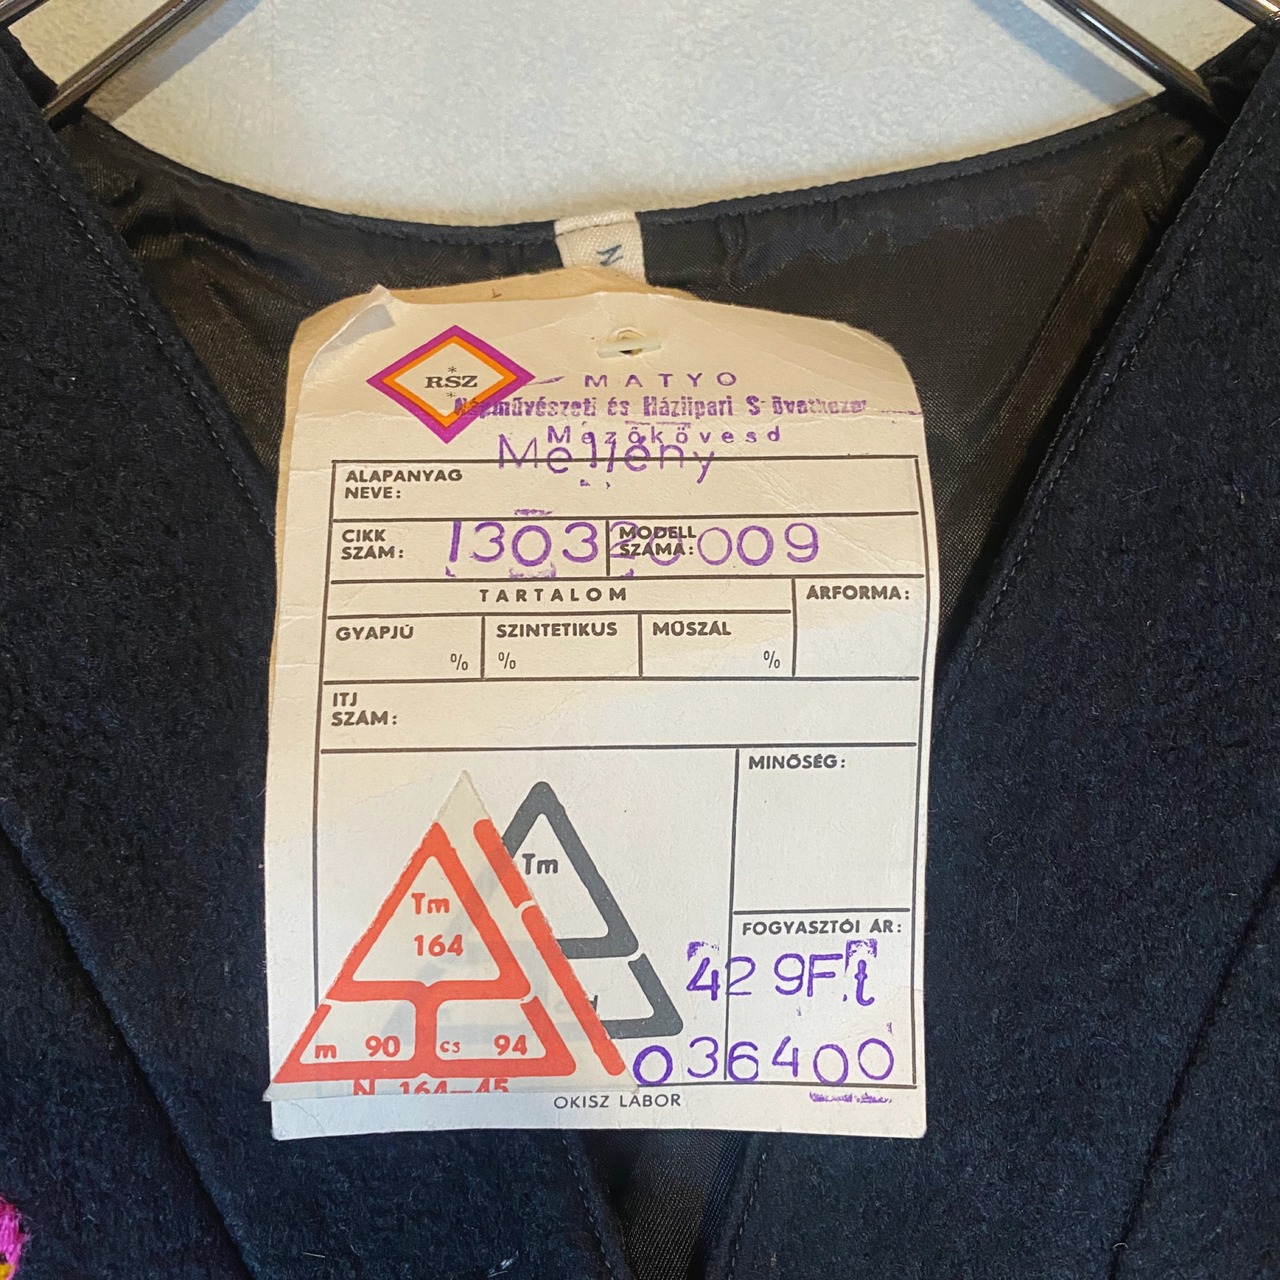 N
RSZ
MATYO
Népművészeti és Háziipari Szövetkezet
Mezőkövesd
Mellény
ALAPANYAG
NEVE:
CIKK
SZÁM:
130320009
MODELL
SZÁMA:
TARTALOM
ÁRFORMA:
GYAPJÚ
%
SZINTETIKUS
%
MŰSZÁL
%
ITJ
SZÁM:
MINŐSÉG:
Tm
Tm
164
m 90
cs 94
N 164-45
FOGYASZTÓI ÁR:
429Ft
036400
OKISZ LABOR